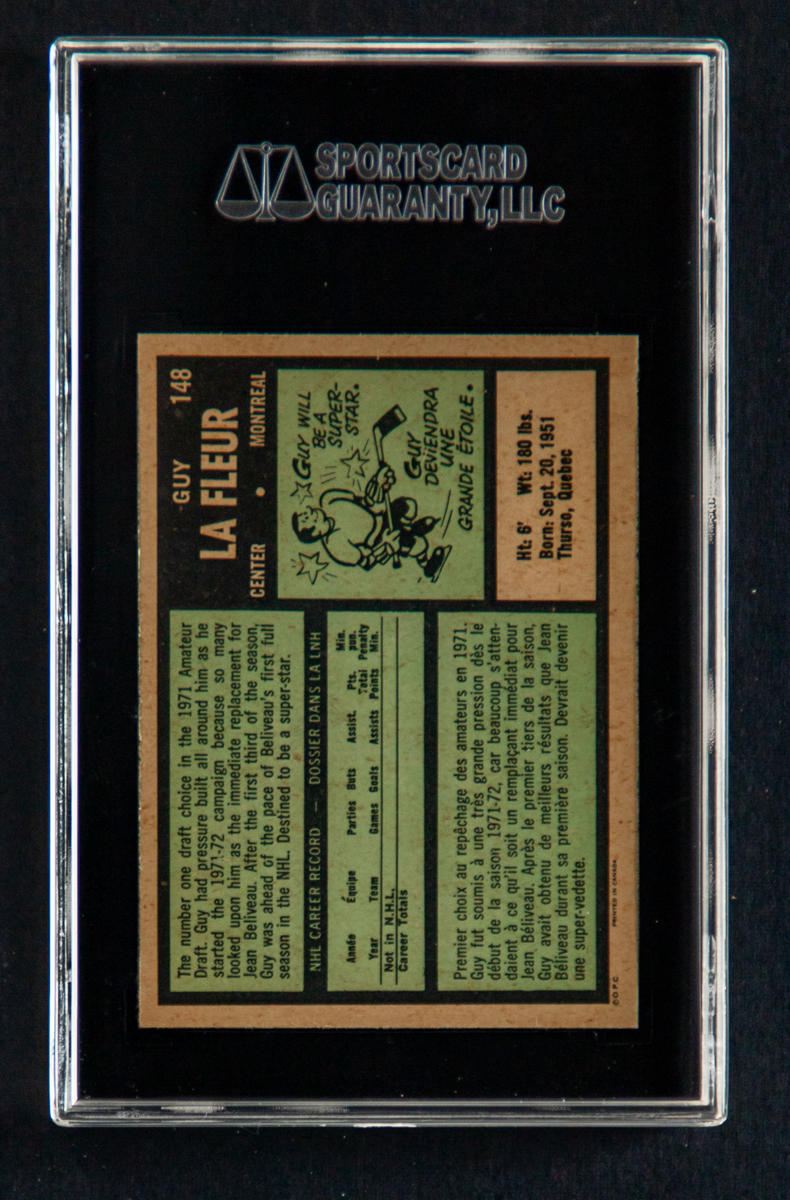 SPORTSCARD
GUARANTY, LLC
GUY 148
LA FLEUR
CENTER • MONTREAL
The number one draft choice in the 1971 Amateur
Draft. Guy had pressure built all around him as he
started the 1971-72 campaign because so many
looked upon him as the immediate replacement for
Jean Beliveau. After the first third of the season,
Guy was ahead of the pace of Beliveau's first full
season in the NHL. Destined to be a super-star.
GUY WILL
BE A
SUPER-
STAR.
GUY
DEVIENDRA
UNE
GRANDE ÉTOILE.
NHL CAREER RECORD — DOSSIER DANS LA LNH
Année Équipe Parties Buts Assist. Pts. Total Min. pun. Penalty
Year Team Games Goals Assists Points Min.
Not in N.H.L.
Career Totals
Ht: 6' Wt: 180 lbs.
Born: Sept. 20, 1951
Thurso, Quebec
Premier choix au repêchage des amateurs en 1971.
Guy fut soumis à une très grande pression dès le
début de la saison 1971-72, car beaucoup s'atten-
daient à ce qu'il soit un remplaçant immédiat pour
Jean Béliveau. Après le premier tiers de la saison,
Guy avait obtenu de meilleurs résultats que Jean
Béliveau durant sa première saison. Devrait devenir
une super-vedette.
© O.P.C. PRINTED IN CANADA.